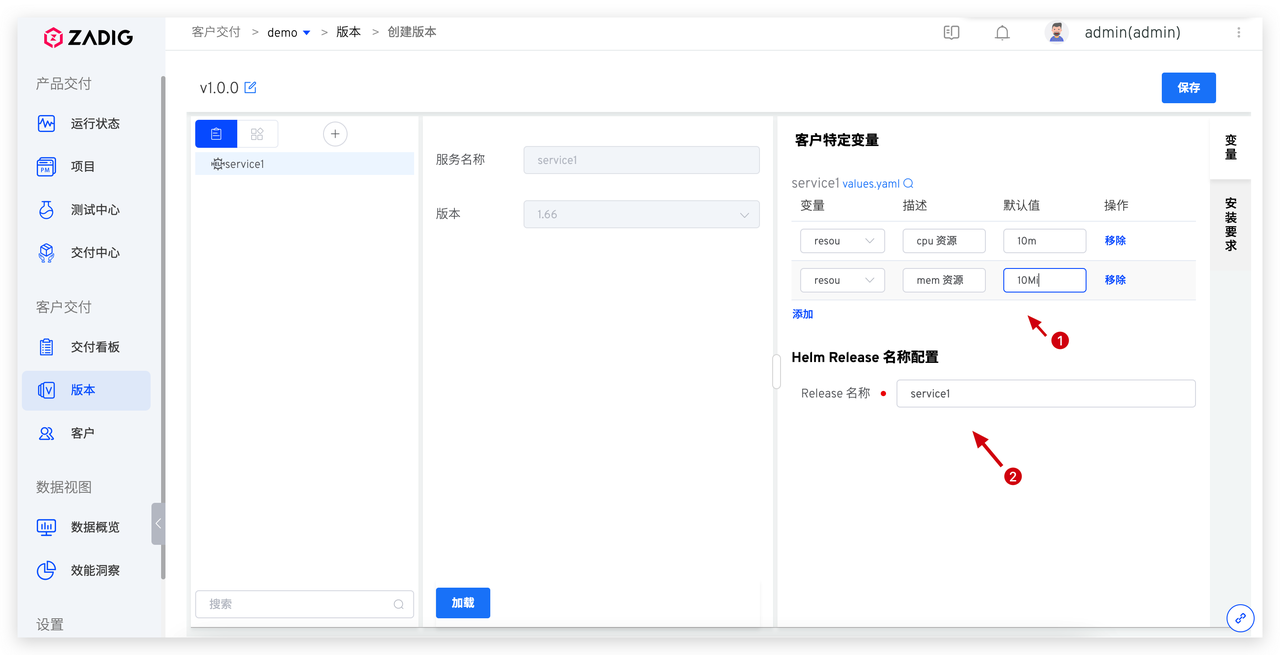 ZADIG
客户交付 > demo > 版本 > 创建版本
admin(admin)
产品交付
运行状态
项目
测试中心
交付中心
客户交付
交付看板
版本
客户
数据视图
数据概览
效能洞察
设置
v1.0.0
保存
service1
搜索
服务名称 service1
版本 1.66
加载
客户特定变量
service1 values.yaml
变量 描述 默认值 操作
resou cpu 资源 10m 移除
resou mem 资源 10Mi 移除
添加
1
Helm Release 名称配置
Release 名称 service1
2
变量
安装要求